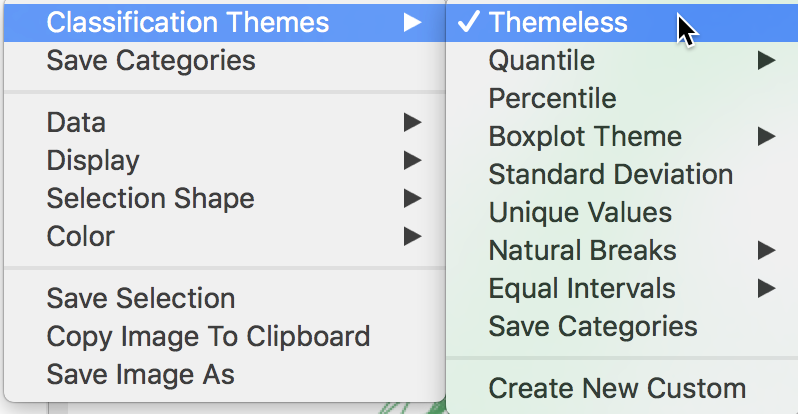 Classification Themes
Save Categories
Data
Display
Selection Shape
Color
Save Selection
Copy Image To Clipboard
Save Image As
Themeless
Quantile
Percentile
Boxplot Theme
Standard Deviation
Unique Values
Natural Breaks
Equal Intervals
Save Categories
Create New Custom